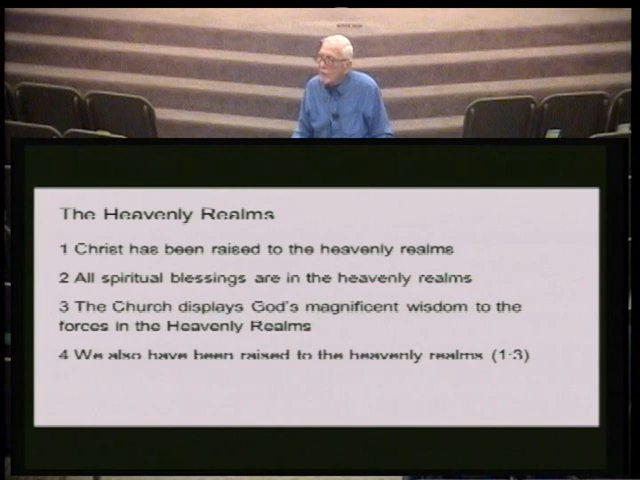 The Heavenly Realms
1 Christ has been raised to the heavenly realms
2 All spiritual blessings are in the heavenly realms
3 The Church displays God's magnificent wisdom to the
forces in the Heavenly Realms
4 We also have been raised to the heavenly realms (1:3)